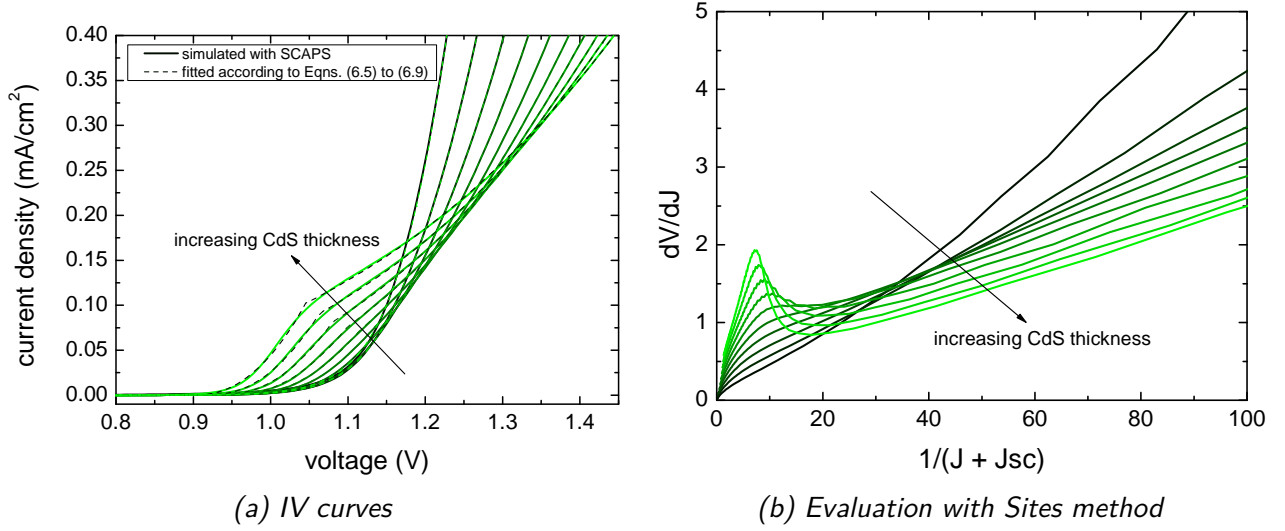 0.40
0.35
0.30
0.25
0.20
0.15
0.10
0.05
0.00
current density (mA/cm²)
simulated with SCAPS
fitted according to Eqns. (6.5) to (6.9)
increasing CdS thickness
0.8 0.9 1.0 1.1 1.2 1.3 1.4
voltage (V)
(a) IV curves
5
4
3
2
1
0
dV/dJ
increasing CdS thickness
0 20 40 60 80 100
1/(J + Jsc)
(b) Evaluation with Sites method